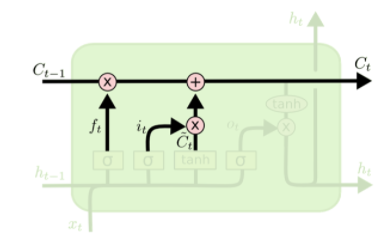 h_t
C_{t-1} × + C_t
tanh
f_t i_t × o_t ×
C̃_t
σ σ tanh σ
h_{t-1} h_t
x_t